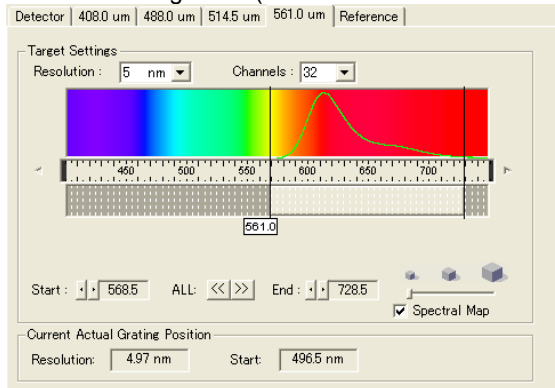 Detector 408.0 um 488.0 um 514.5 um 561.0 um Reference
Target Settings
Resolution : 5 nm Channels : 32
450 500 550 600 650 700
561.0
Start : 568.5 ALL: << >> End : 728.5
Spectral Map
Current Actual Grating Position
Resolution: 4.97 nm Start: 496.5 nm